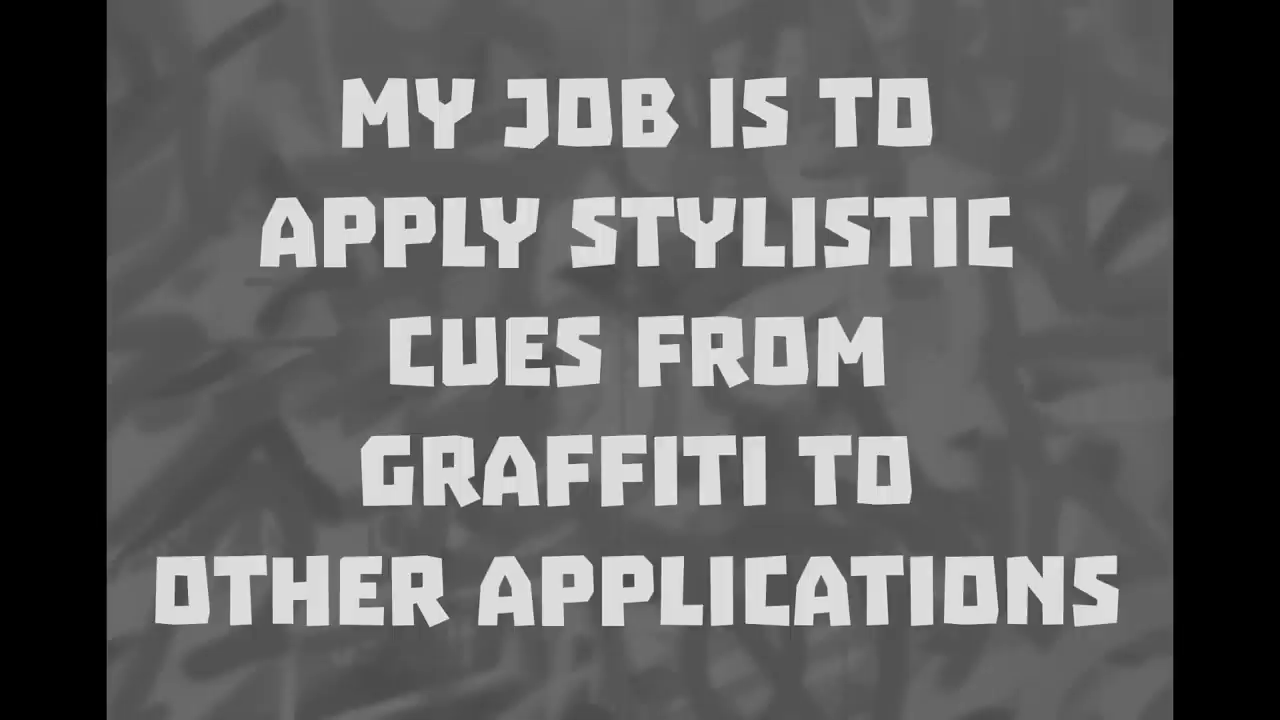 MY JOB IS TO
APPLY STYLISTIC
CUES FROM
GRAFFITI TO
OTHER APPLICATIONS